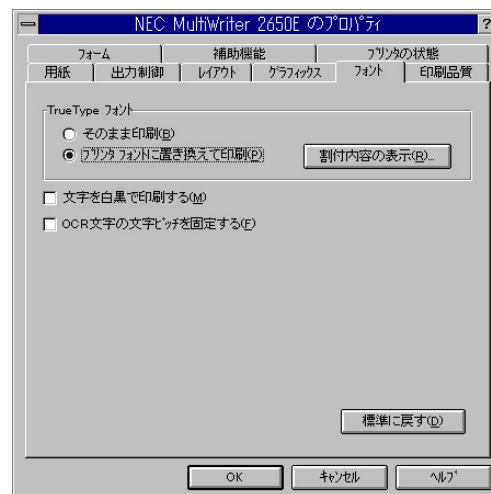 NEC MultiWriter 2650E のﾌﾟﾛﾊﾟﾃｨ ?
ﾌｫｰﾑ 補助機能 ﾌﾟﾘﾝﾀの状態
用紙 出力制御 ﾚｲｱｳﾄ ｸﾞﾗﾌｨｯｸｽ ﾌｫﾝﾄ 印刷品質
TrueType ﾌｫﾝﾄ
そのまま印刷(B)
ﾌﾟﾘﾝﾀ ﾌｫﾝﾄに置き換えて印刷(P) 割付内容の表示(R)...
文字を白黒で印刷する(M)
OCR文字の文字ﾋﾟｯﾁを固定する(F)
標準に戻す(D)
OK ｷｬﾝｾﾙ ﾍﾙﾌﾟ